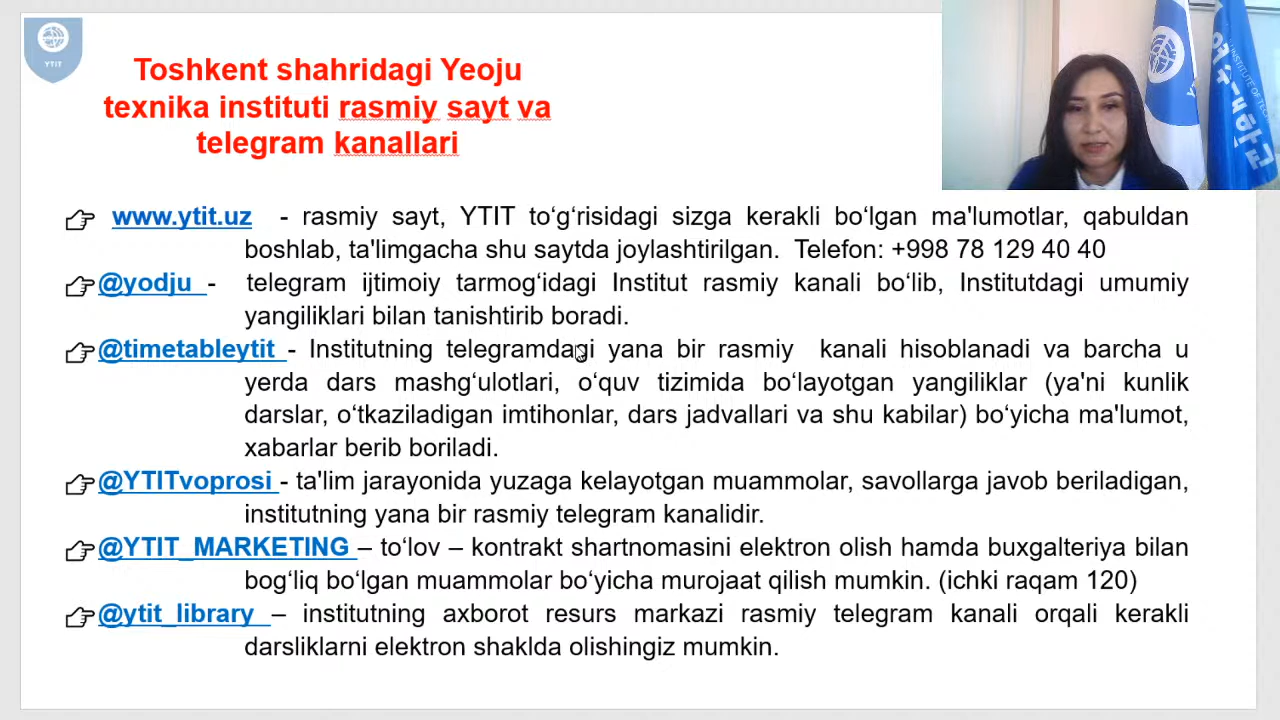 YTIT
Toshkent shahridagi Yeoju
texnika instituti rasmiy sayt va
telegram kanallari
www.ytit.uz - rasmiy sayt, YTIT to‘g‘risidagi sizga kerakli bo‘lgan ma'lumotlar, qabuldan
boshlab, ta'limgacha shu saytda joylashtirilgan. Telefon: +998 78 129 40 40
@yodju - telegram ijtimoiy tarmog‘idagi Institut rasmiy kanali bo‘lib, Institutdagi umumiy
yangiliklari bilan tanishtirib boradi.
@timetableytit - Institutning telegramdagi yana bir rasmiy kanali hisoblanadi va barcha u
yerda dars mashg‘ulotlari, o‘quv tizimida bo‘layotgan yangiliklar (ya'ni kunlik
darslar, o‘tkaziladigan imtihonlar, dars jadvallari va shu kabilar) bo‘yicha ma'lumot,
xabarlar berib boriladi.
@YTITvoprosi - ta'lim jarayonida yuzaga kelayotgan muammolar, savollarga javob beriladigan,
institutning yana bir rasmiy telegram kanalidir.
@YTIT_MARKETING – to‘lov – kontrakt shartnomasini elektron olish hamda buxgalteriya bilan
bog‘liq bo‘lgan muammolar bo‘yicha murojaat qilish mumkin. (ichki raqam 120)
@ytit_library – institutning axborot resurs markazi rasmiy telegram kanali orqali kerakli
darsliklarni elektron shaklda olishingiz mumkin.